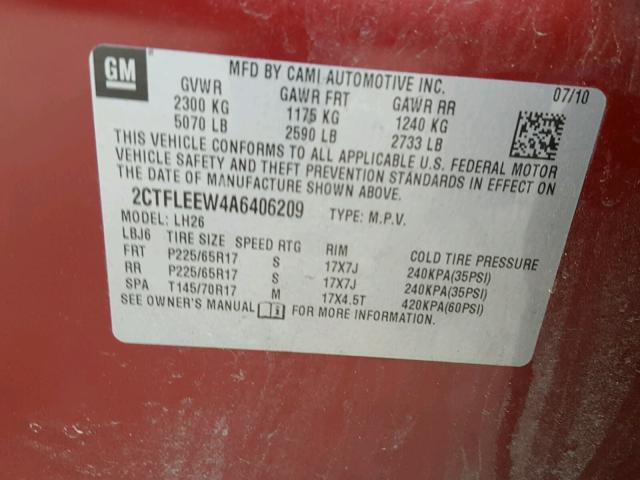 GM
MFD BY CAMI AUTOMOTIVE INC.
07/10
GVWR GAWR FRT GAWR RR
2300 KG 1175 KG 1240 KG
5070 LB 2590 LB 2733 LB
THIS VEHICLE CONFORMS TO ALL APPLICABLE U.S. FEDERAL MOTOR
VEHICLE SAFETY AND THEFT PREVENTION STANDARDS IN EFFECT ON
THE DATE OF MANUFACTURE SHOWN ABOVE.
2CTFLEEW4A6406209 TYPE: M.P.V.
MODEL: LH26
LBJ6 TIRE SIZE SPEED RTG RIM COLD TIRE PRESSURE
FRT P225/65R17 S 17X7J 240KPA(35PSI)
RR P225/65R17 S 17X7J 240KPA(35PSI)
SPA T145/70R17 M 17X4.5T 420KPA(60PSI)
SEE OWNER'S MANUAL FOR MORE INFORMATION.